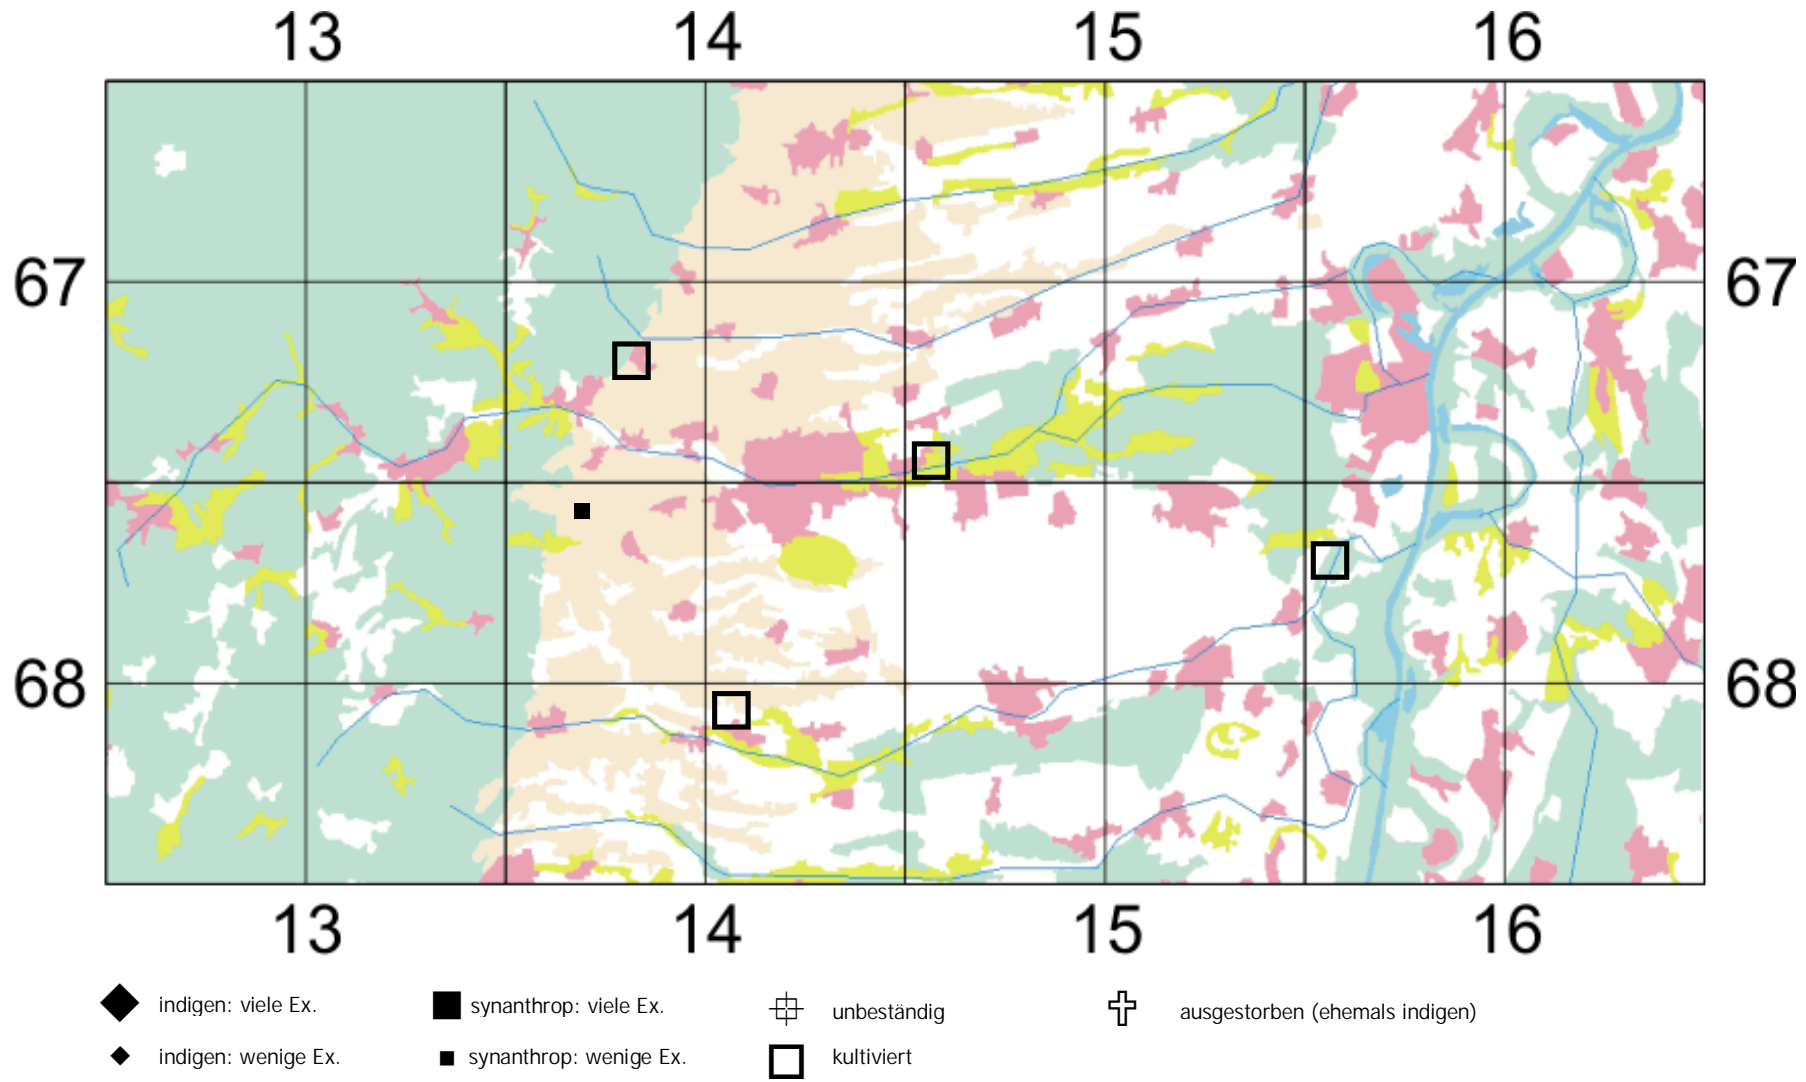 13 14 15 16
67 67
68 68
13 14 15 16
indigen: viele Ex. synanthrop: viele Ex. unbeständig ausgestorben (ehemals indigen)
indigen: wenige Ex. synanthrop: wenige Ex. kultiviert